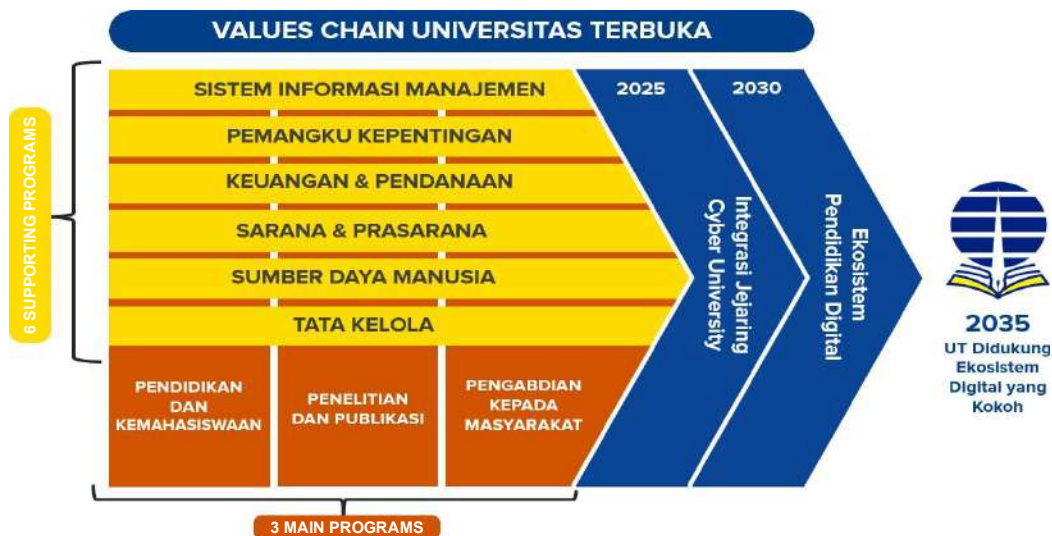 VALUES CHAIN UNIVERSITAS TERBUKA
6 SUPPORTING PROGRAMS
SISTEM INFORMASI MANAJEMEN
PEMANGKU KEPENTINGAN
KEUANGAN & PENDANAAN
SARANA & PRASARANA
SUMBER DAYA MANUSIA
TATA KELOLA
PENDIDIKAN
DAN
KEMAHASISWAAN
PENELITIAN
DAN PUBLIKASI
PENGABDIAN
KEPADA
MASYARAKAT
3 MAIN PROGRAMS
2025
Integrasi Jejaring
Cyber University
2030
Ekosistem
Pendidikan Digital
2035
UT Didukung
Ekosistem
Digital yang
Kokoh